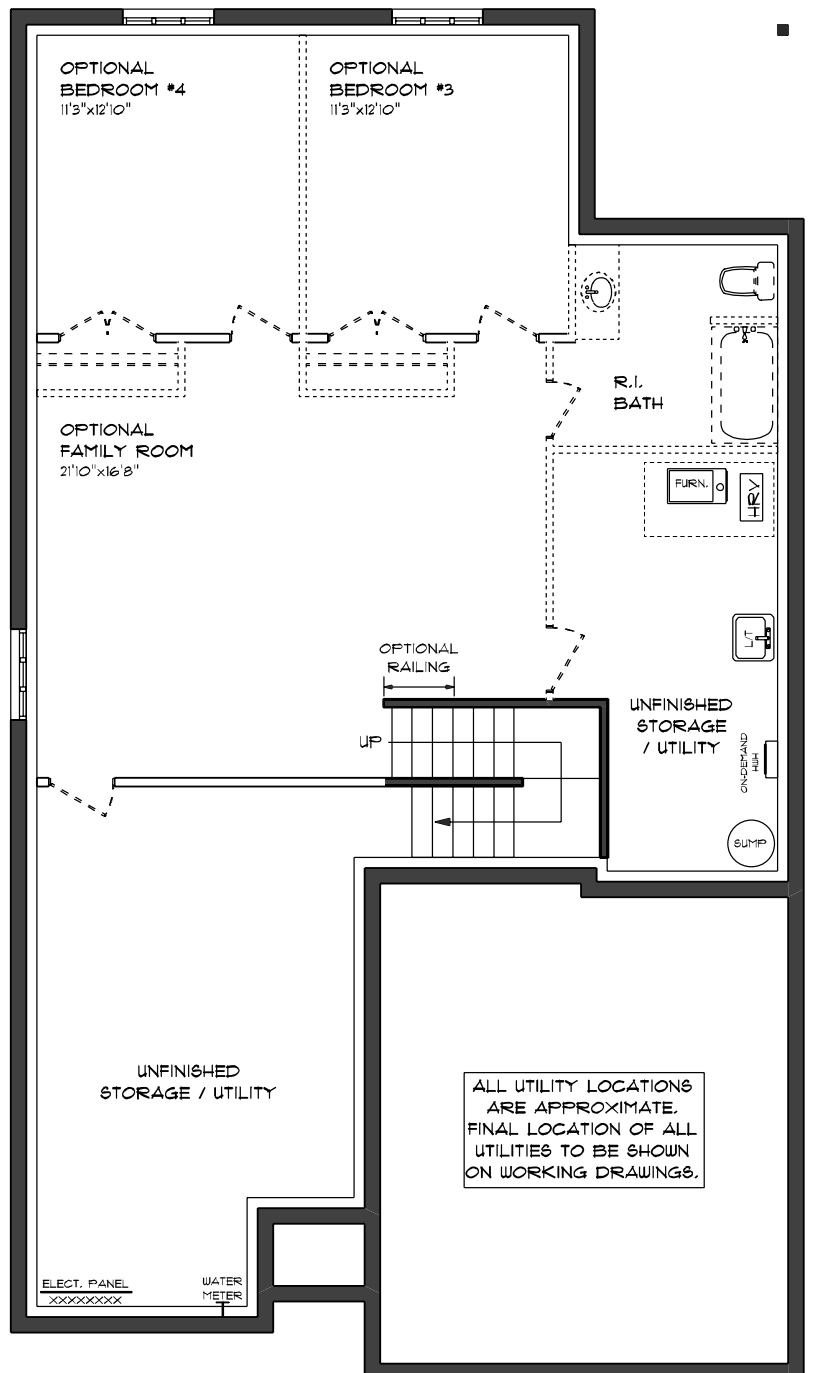 OPTIONAL
BEDROOM #4
11'3"x12'10"
OPTIONAL
BEDROOM #3
11'3"x12'10"
R.I.
BATH
OPTIONAL
FAMILY ROOM
21'10"x16'8"
FURN.
HRV
L/T
OPTIONAL
RAILING
UP
UNFINISHED
STORAGE
/ UTILITY
ON-DEMAND
HWH
SUMP
UNFINISHED
STORAGE / UTILITY
ALL UTILITY LOCATIONS
ARE APPROXIMATE.
FINAL LOCATION OF ALL
UTILITIES TO BE SHOWN
ON WORKING DRAWINGS.
ELECT. PANEL
XXXXXXXX
WATER
METER